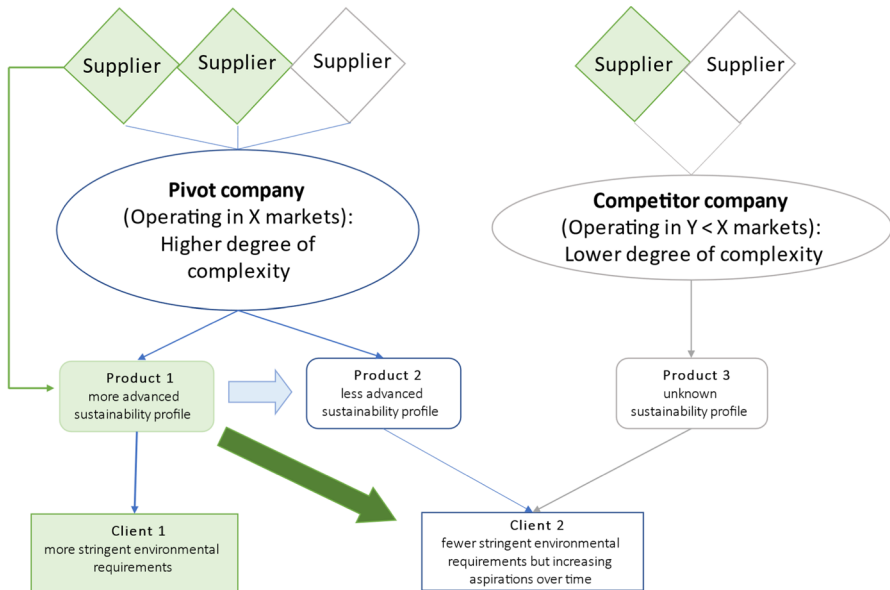 Supplier
Supplier
Supplier
Supplier
Supplier
Pivot company
(Operating in X markets):
Higher degree of
complexity
Competitor company
(Operating in Y < X markets):
Lower degree of complexity
Product 1
more advanced
sustainability profile
Product 2
less advanced
sustainability profile
Product 3
unknown
sustainability profile
Client 1
more stringent environmental
requirements
Client 2
fewer stringent environmental
requirements but increasing
aspirations over time